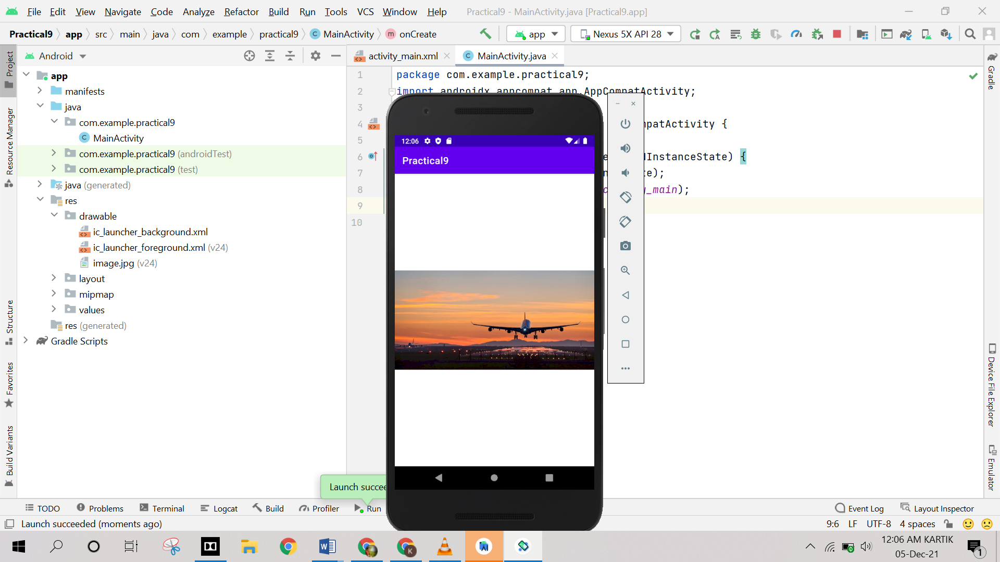 File Edit View Navigate Code Analyze Refactor Build Run Tools VCS Window Help Practical9 - MainActivity.java [Practical9.app]
Practical9 app src main java com example practical9 MainActivity onCreate app Nexus 5X API 28
Android
activity_main.xml MainActivity.java
Project
Resource Manager
Structure
Favorites
Build Variants
app
manifests
java
com.example.practical9
MainActivity
com.example.practical9 (androidTest)
com.example.practical9 (test)
java (generated)
res
drawable
ic_launcher_background.xml
ic_launcher_foreground.xml (v24)
image.jpg (v24)
layout
mipmap
values
res (generated)
Gradle Scripts
1 package com.example.practical9;
2 import androidx.appcompat.app.AppCompatActivity;
3
4 mpatActivity {
5
6 InstanceState) {
7 e);
8 _main);
9
10
12:06
Practical9
Gradle
Device File Explorer
Emulator
Launch succee
TODO Problems Terminal Logcat Build Profiler Run Event Log Layout Inspector
Launch succeeded (moments ago) 9:6 LF UTF-8 4 spaces
12:06 AM KARTIK
05-Dec-21
1